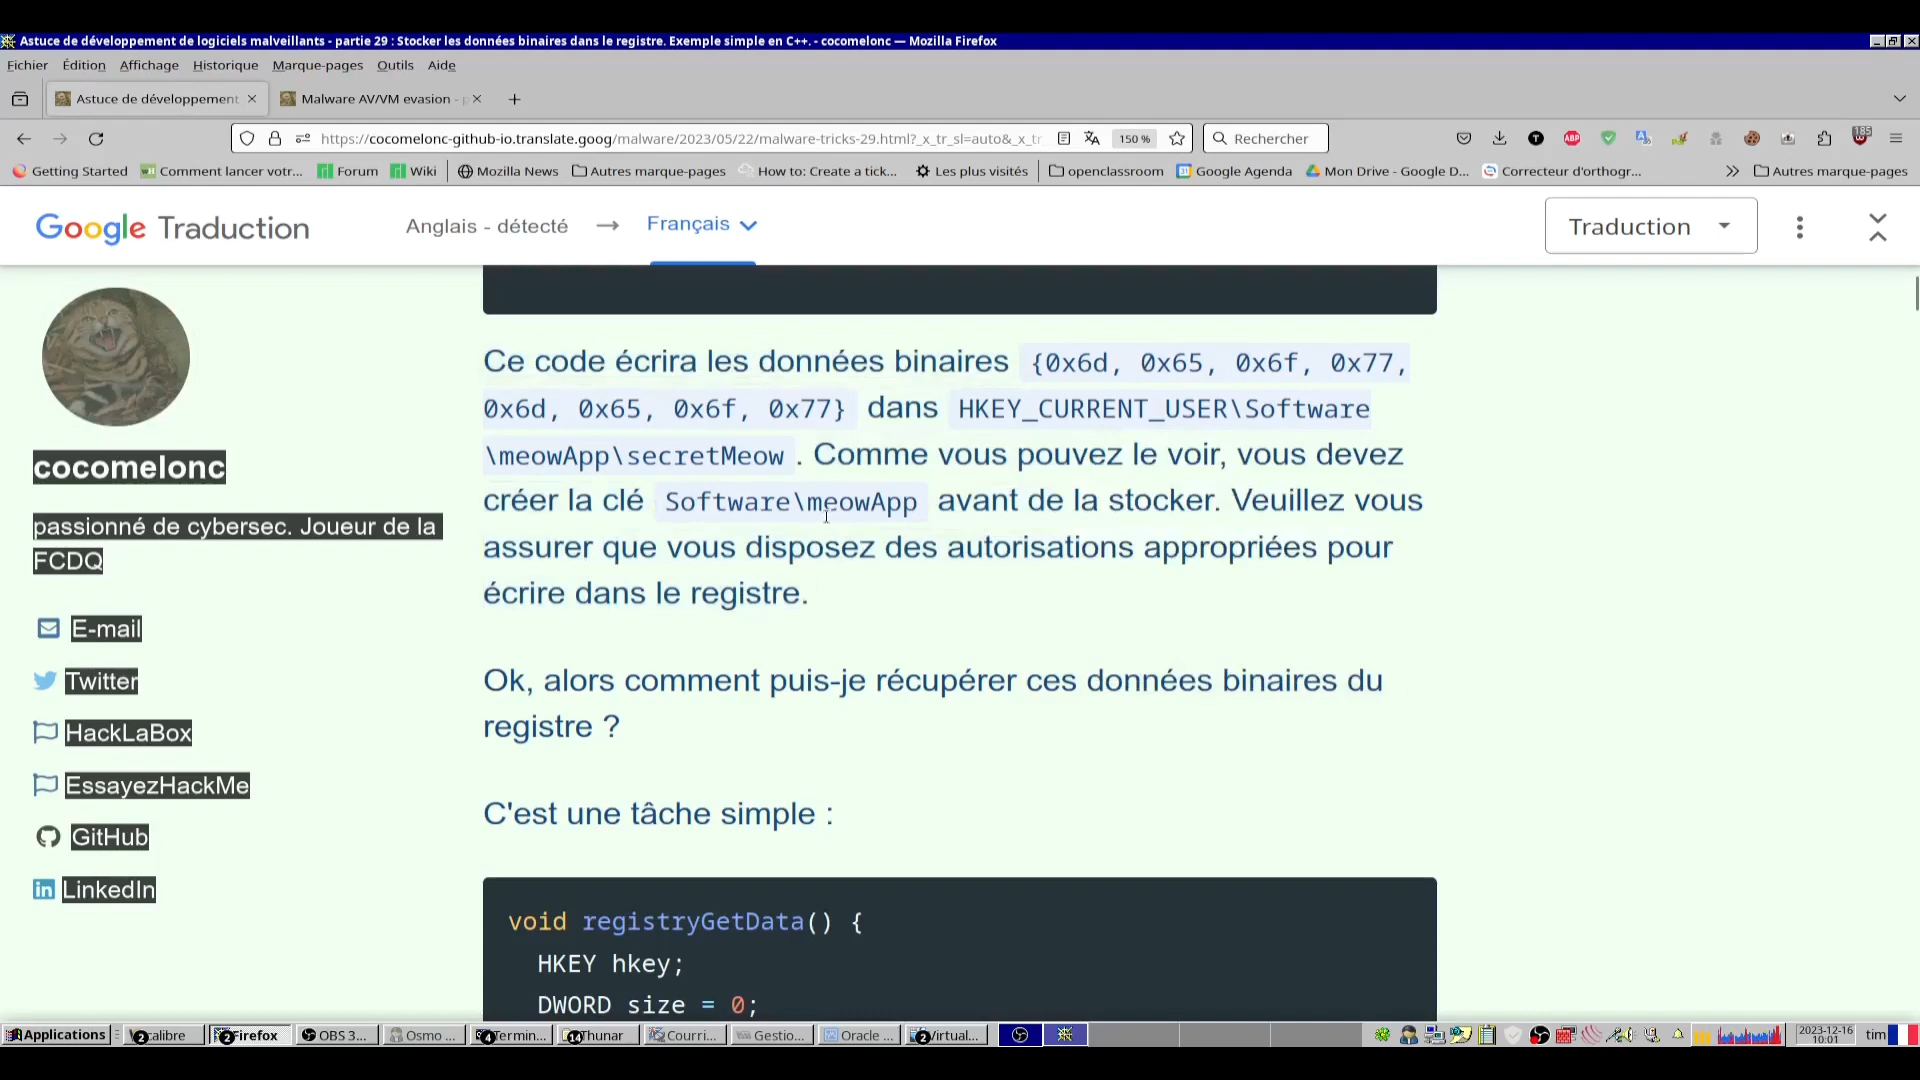 Astuce de développement de logiciels malveillants - partie 29 : Stocker les données binaires dans le registre. Exemple simple en C++. - cocomelonc — Mozilla Firefox
Fichier Édition Affichage Historique Marque-pages Outils Aide
Astuce de développement Malware AV/VM evasion - p
https://cocomelonc-github-io.translate.goog/malware/2023/05/22/malware-tricks-29.html?_x_tr_sl=auto&_x_tr 150 % Rechercher 185
Getting Started Comment lancer votr... Forum Wiki Mozilla News Autres marque-pages How to: Create a tick... Les plus visités openclassroom Google Agenda Mon Drive - Google D... Correcteur d'orthogr... Autres marque-pages
Google Traduction Anglais - détecté → Français Traduction
cocomelonc
passionné de cybersec. Joueur de la
FCDQ
E-mail
Twitter
HackLaBox
EssayezHackMe
GitHub
LinkedIn
Ce code écrira les données binaires {0x6d, 0x65, 0x6f, 0x77,
0x6d, 0x65, 0x6f, 0x77} dans HKEY_CURRENT_USER\Software
\meowApp\secretMeow . Comme vous pouvez le voir, vous devez
créer la clé Software\meowApp avant de la stocker. Veuillez vous
assurer que vous disposez des autorisations appropriées pour
écrire dans le registre.
Ok, alors comment puis-je récupérer ces données binaires du
registre ?
C'est une tâche simple :
void registryGetData() {
HKEY hkey;
DWORD size = 0;
Applications 2 calibre 2 Firefox OBS 3... Osmo ... 4 Termin... 14 Thunar Courri... Gestio... Oracle ... 2 Virtual... 2023-12-16 tim
10:01